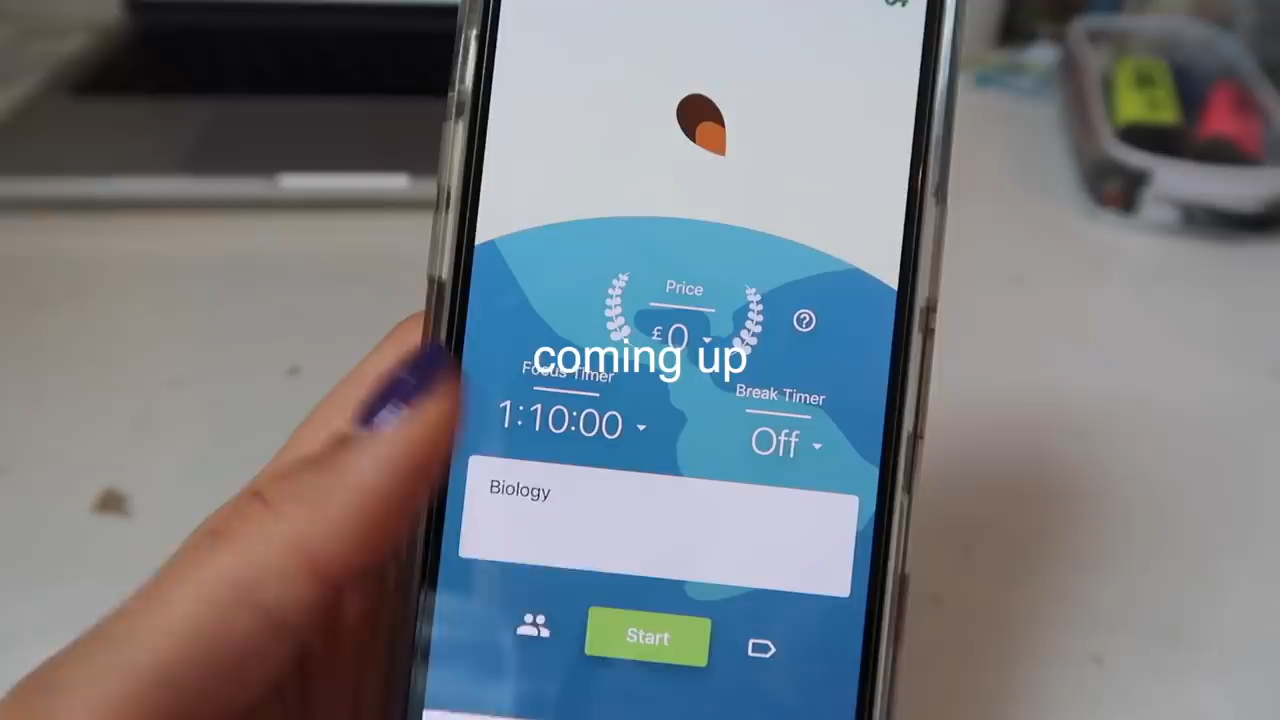 Price
£0
coming up
Focus Timer
Break Timer
1:10:00
Off
Biology
Start